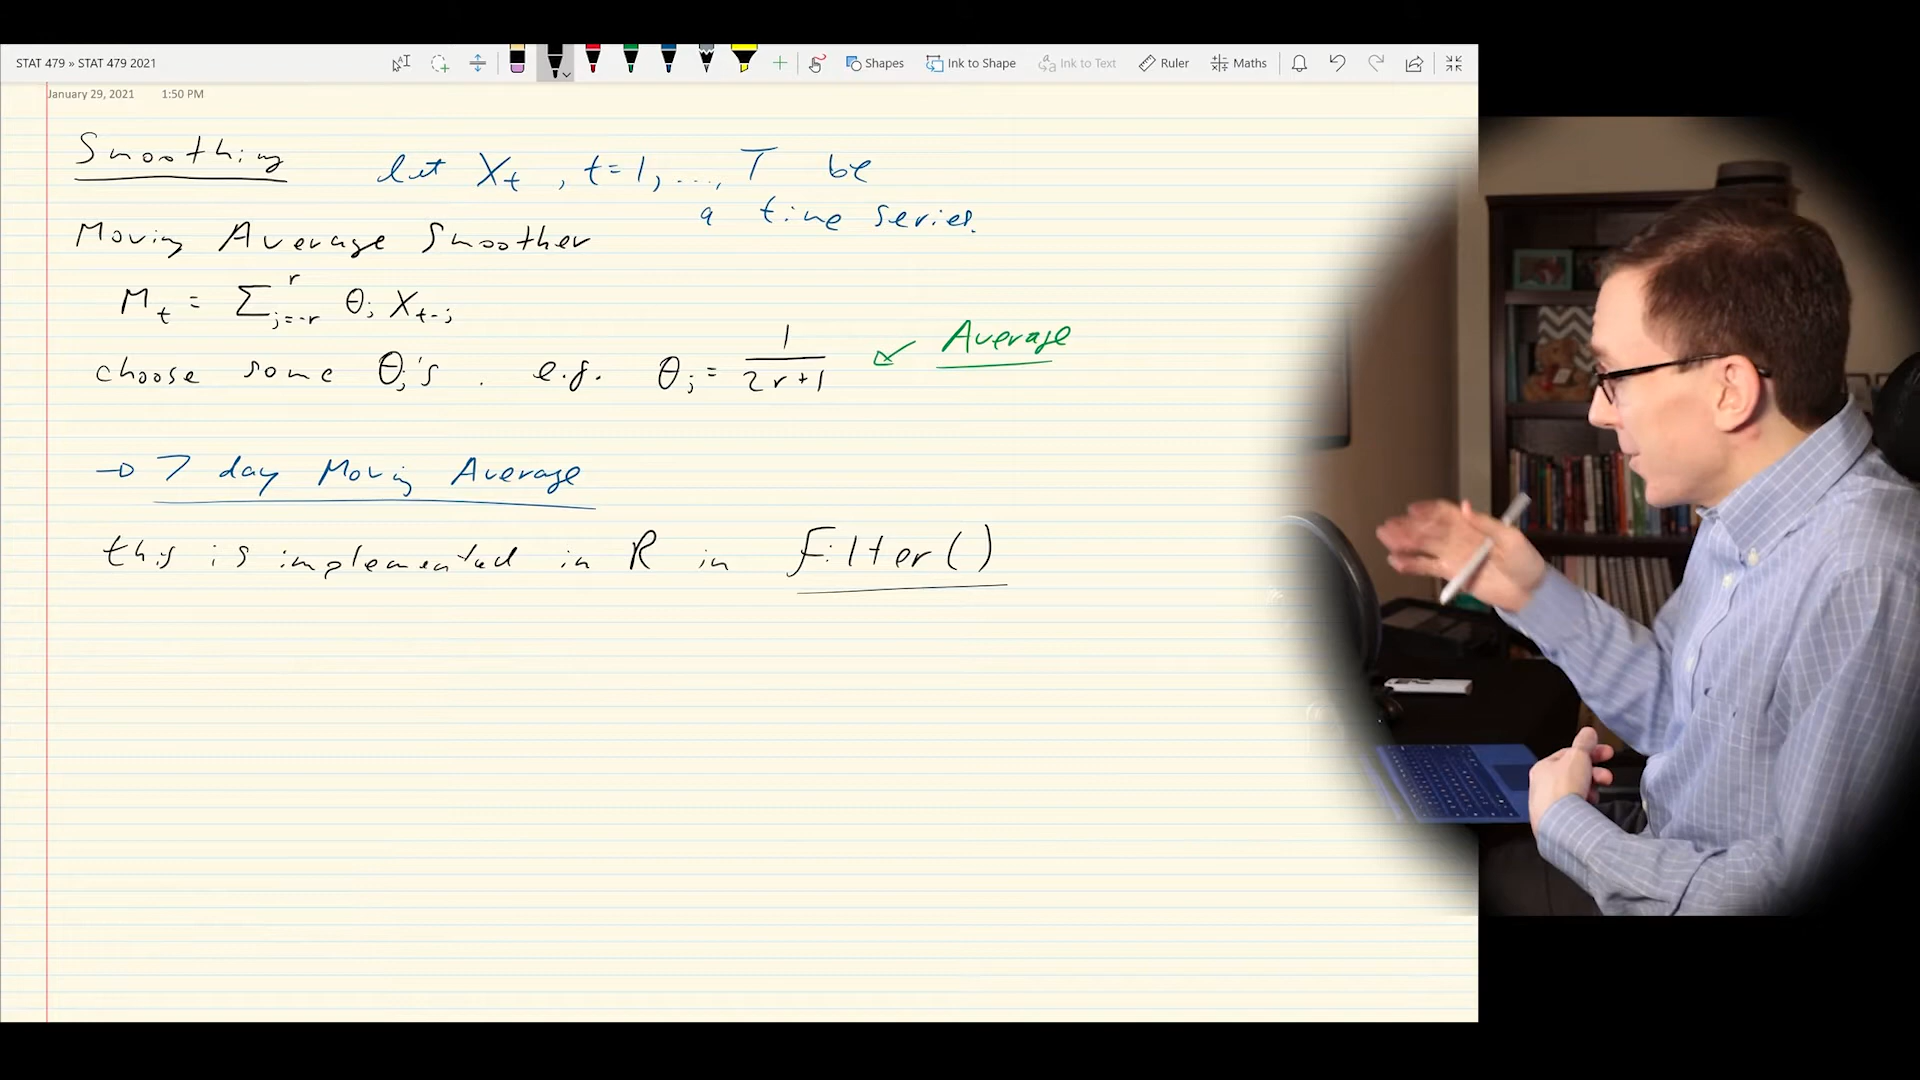 STAT 479 » STAT 479 2021
Shapes Ink to Shape Ink to Text Ruler Maths
January 29, 2021 1:50 PM
Smoothing
let Xt , t=1, ..., T be
a time series.
Moving Average Smoother
Mt = Σ_{j=-r}^{r} θj Xt-j
choose some θj's . e.g. θj = 1/(2r+1) ↙ Average
→ 7 day Moving Average
this is implemented in R in filter()